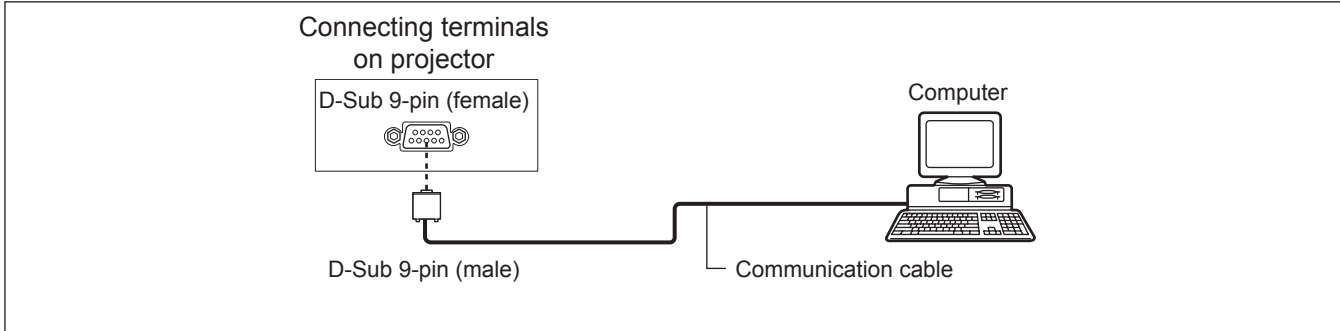 Connecting terminals
on projector
D-Sub 9-pin (female)
Computer
D-Sub 9-pin (male)
Communication cable